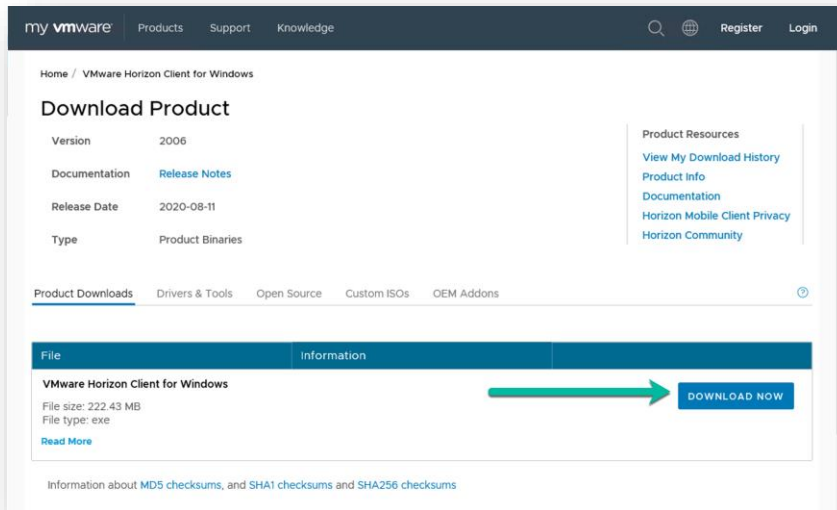 my vmware Products Support Knowledge Register Login
Home / VMware Horizon Client for Windows
Download Product
Version 2006
Documentation Release Notes
Release Date 2020-08-11
Type Product Binaries
Product Resources
View My Download History
Product Info
Documentation
Horizon Mobile Client Privacy
Horizon Community
Product Downloads Drivers & Tools Open Source Custom ISOs OEM Addons
File Information
VMware Horizon Client for Windows
File size: 222.43 MB
File type: exe
Read More
DOWNLOAD NOW
Information about MD5 checksums, and SHA1 checksums and SHA256 checksums